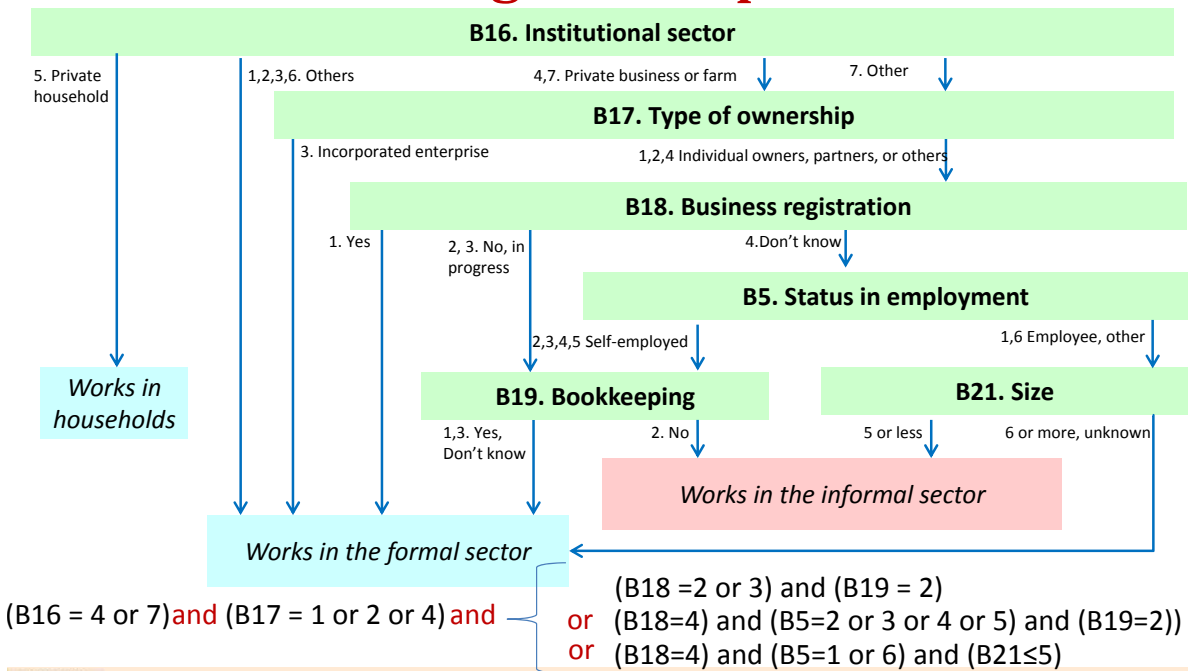 B16. Institutional sector
5. Private
household
1,2,3,6. Others
4,7. Private business or farm
7. Other
B17. Type of ownership
3. Incorporated enterprise
1,2,4 Individual owners, partners, or others
B18. Business registration
1. Yes
2, 3. No, in
progress
4.Don't know
B5. Status in employment
2,3,4,5 Self-employed
1,6 Employee, other
Works in
households
B19. Bookkeeping
B21. Size
1,3. Yes,
Don't know
2. No
5 or less
6 or more, unknown
Works in the informal sector
Works in the formal sector
(B16 = 4 or 7)and (B17 = 1 or 2 or 4) and
(B18 =2 or 3) and (B19 = 2)
or (B18=4) and (B5=2 or 3 or 4 or 5) and (B19=2))
or (B18=4) and (B5=1 or 6) and (B21≤5)